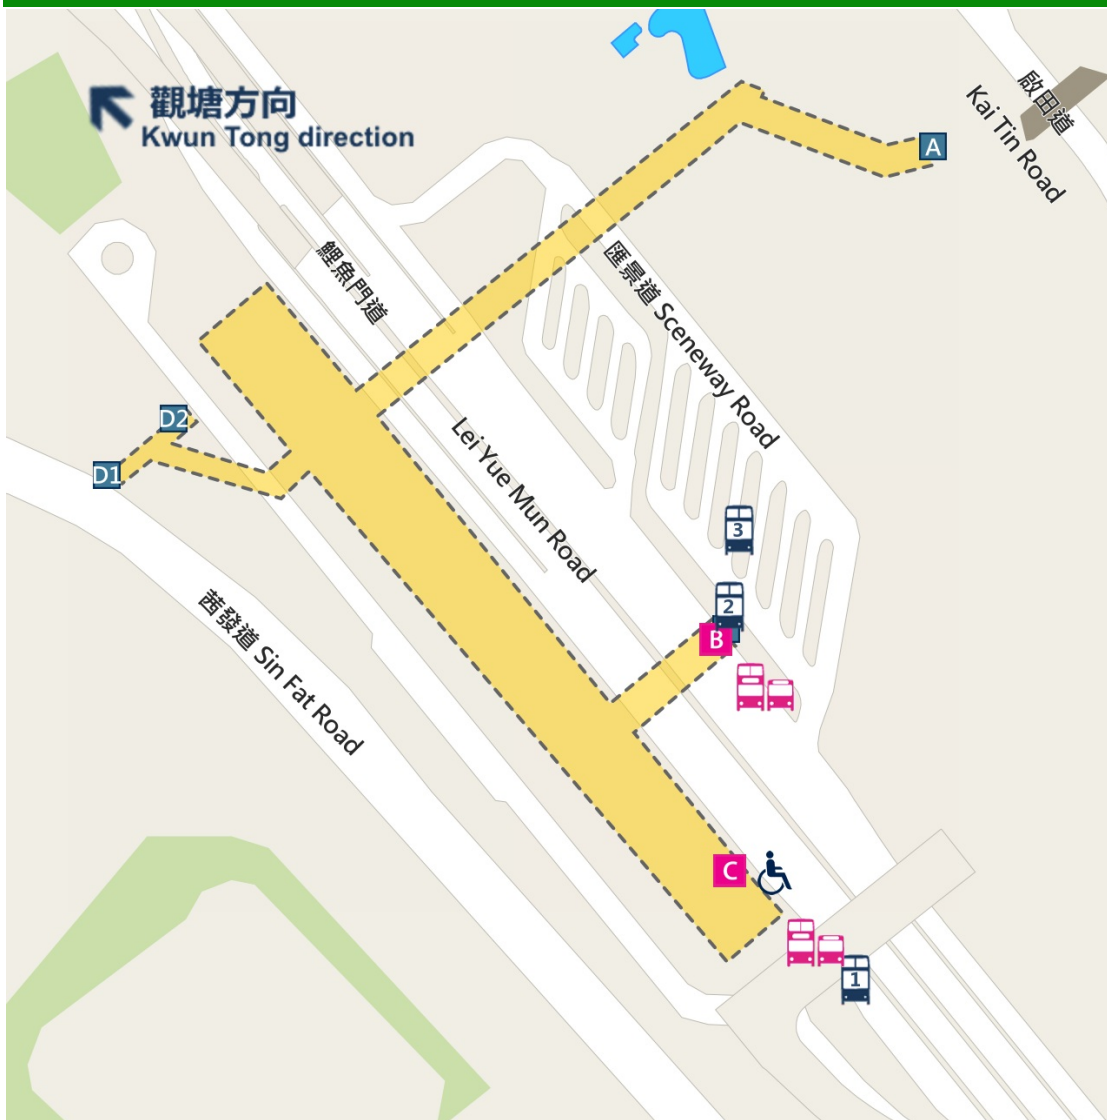 觀塘方向
Kwun Tong direction
啟田道
Kai Tin Road
A
鯉魚門道
匯景道 Sceneway Road
D2
D1
Lei Yue Mun Road
3
2
B
茜發道 Sin Fat Road
C
1